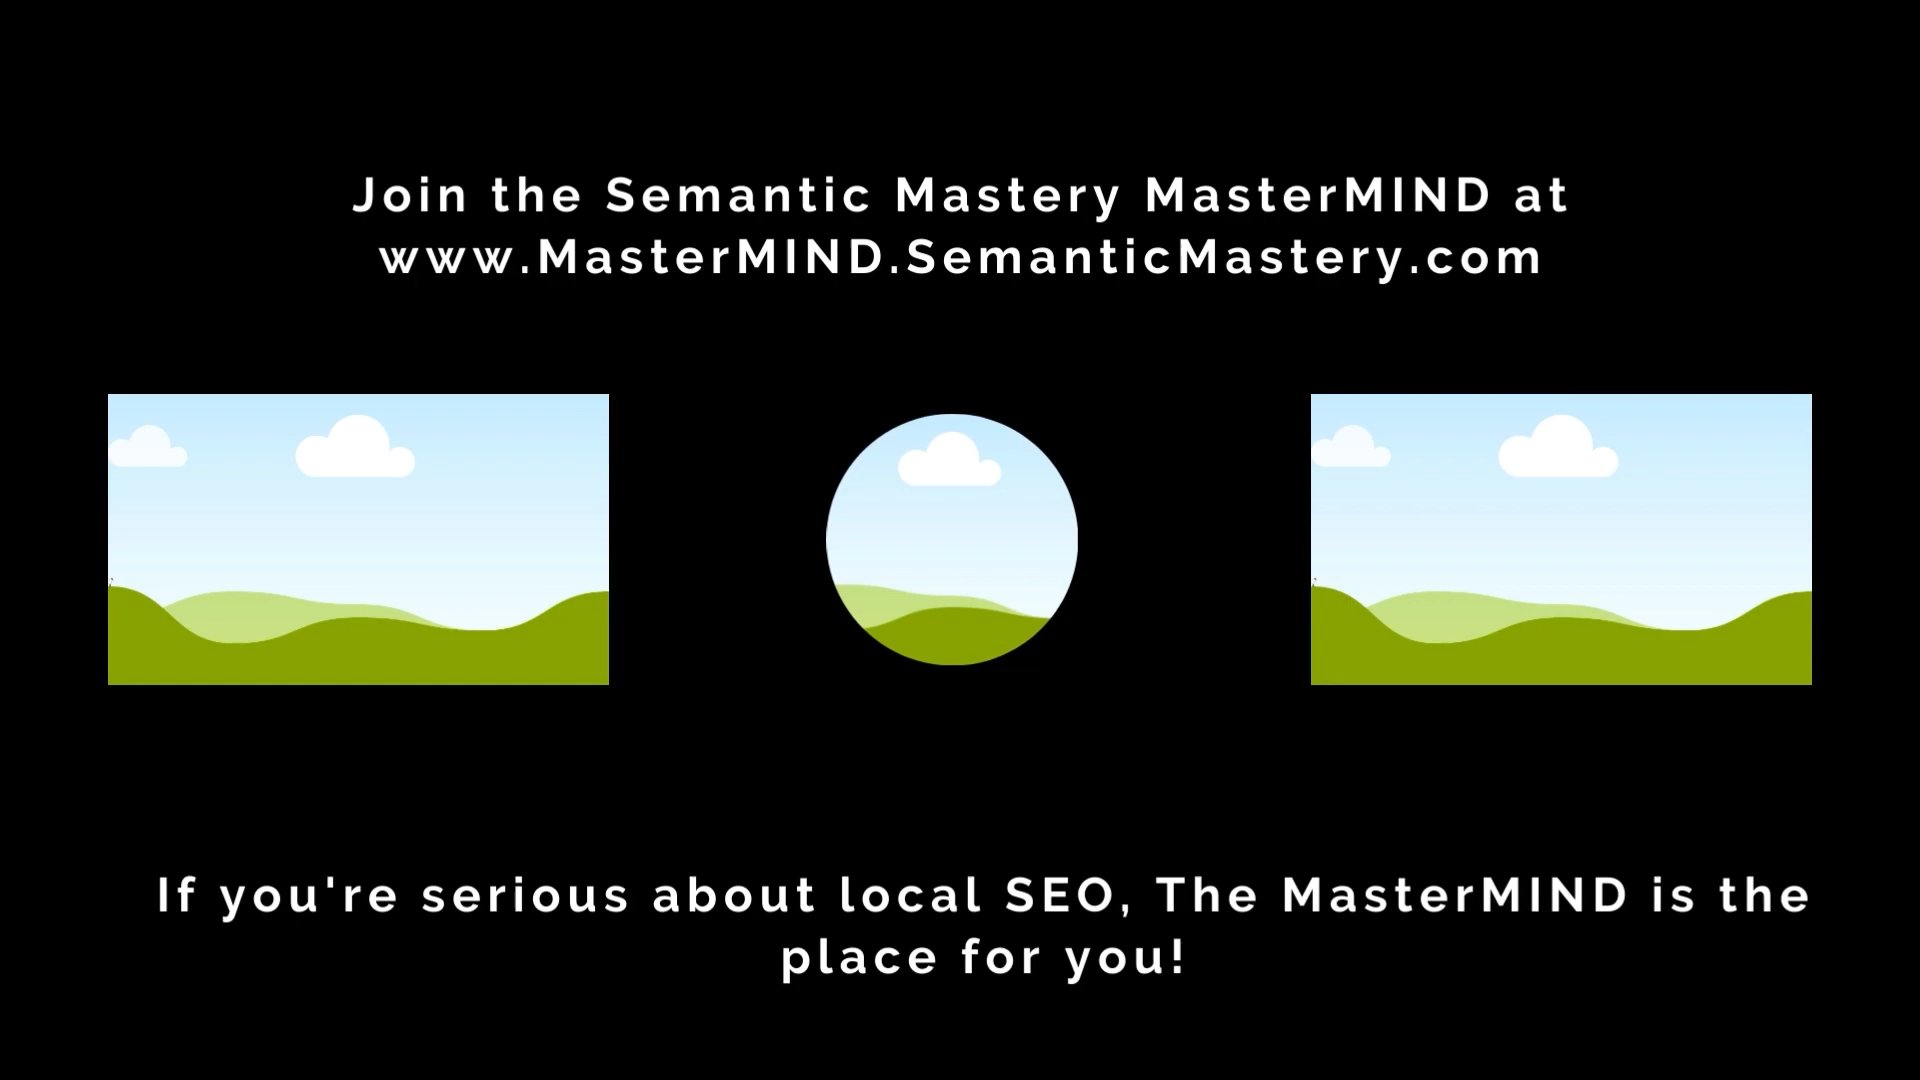 Join the Semantic Mastery MasterMIND at
www.MasterMIND.SemanticMastery.com
If you're serious about local SEO, The MasterMIND is the
place for you!